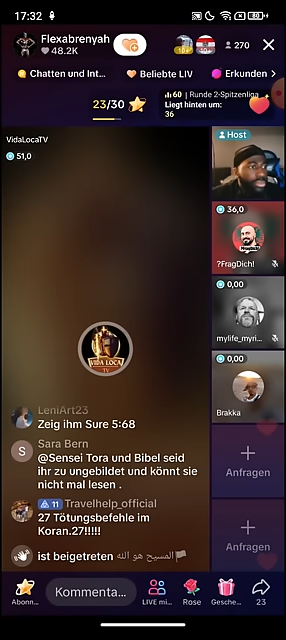 17:32
Flexabrenyah
48.2K
270
Chatten und Int...
Beliebte LIV
Erkunden
23/30
60 | Runde 2-Spitzenliga
Liegt hinten um:
36
VidaLocaTV
51,0
Host
36,0
?FragDich!
0,00
mylife_myri...
0,00
Brakka
VIDA LOCA
TV
LeniArt23
Zeig ihm Sure 5:68
S
Sara Bern
@Sensei Tora und Bibel seid
ihr zu ungebildet und könnt sie
nicht mal lesen .
11 Travelhelp_official
27 Tötungsbefehle im
Koran.27!!!!!
المسيح هو الله ist beigetreten
Anfragen
Anfragen
Abonn...
Kommenta...
LIVE mi...
Rose
Gesche...
23